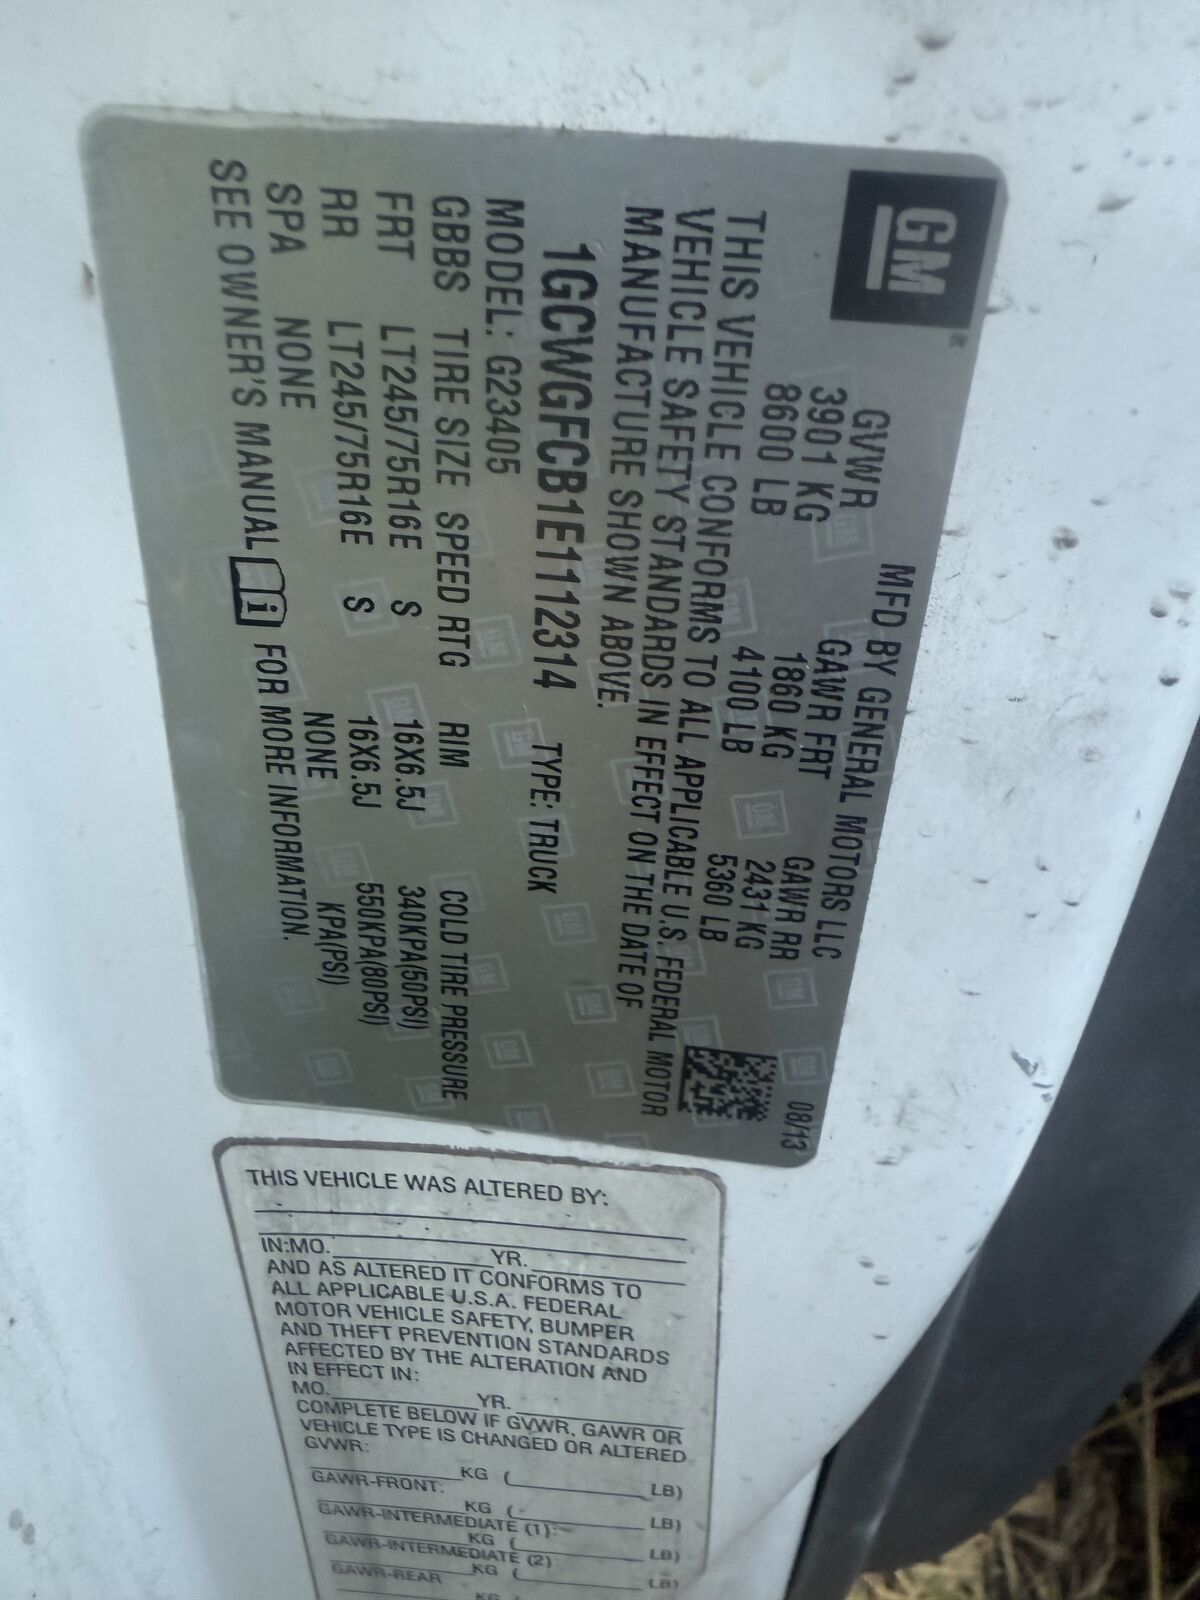 GM
MFD BY GENERAL MOTORS LLC 08/13
GVWR GAWR FRT GAWR RR
3901 KG 1860 KG 2431 KG
8600 LB 4100 LB 5360 LB
THIS VEHICLE CONFORMS TO ALL APPLICABLE U.S. FEDERAL MOTOR
VEHICLE SAFETY STANDARDS IN EFFECT ON THE DATE OF
MANUFACTURE SHOWN ABOVE.
1GCWGFCB1E1112314 TYPE: TRUCK
MODEL: G23405
GBBS TIRE SIZE SPEED RTG RIM COLD TIRE PRESSURE
FRT LT245/75R16E S 16X6.5J 340KPA(50PSI)
RR LT245/75R16E S 16X6.5J 550KPA(80PSI)
SPA NONE NONE KPA(PSI)
SEE OWNER'S MANUAL i FOR MORE INFORMATION.
THIS VEHICLE WAS ALTERED BY:
IN:MO. YR.
AND AS ALTERED IT CONFORMS TO
ALL APPLICABLE U.S.A. FEDERAL
MOTOR VEHICLE SAFETY, BUMPER
AND THEFT PREVENTION STANDARDS
AFFECTED BY THE ALTERATION AND
IN EFFECT IN:
MO. YR.
COMPLETE BELOW IF GVWR, GAWR OR
VEHICLE TYPE IS CHANGED OR ALTERED
GVWR:
KG ( LB)
GAWR-FRONT:
KG ( LB)
GAWR-INTERMEDIATE (1):
KG ( LB)
GAWR-INTERMEDIATE (2):
KG ( LB)
GAWR-REAR
KG